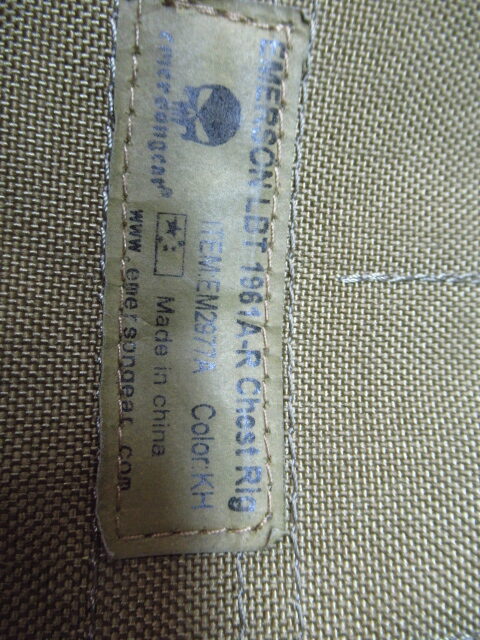 EMERSON LBT 1961A-R Chest Rig
emersongear®
ITEM:EM2977A Color:KH
Made in china
www.emersongear.com